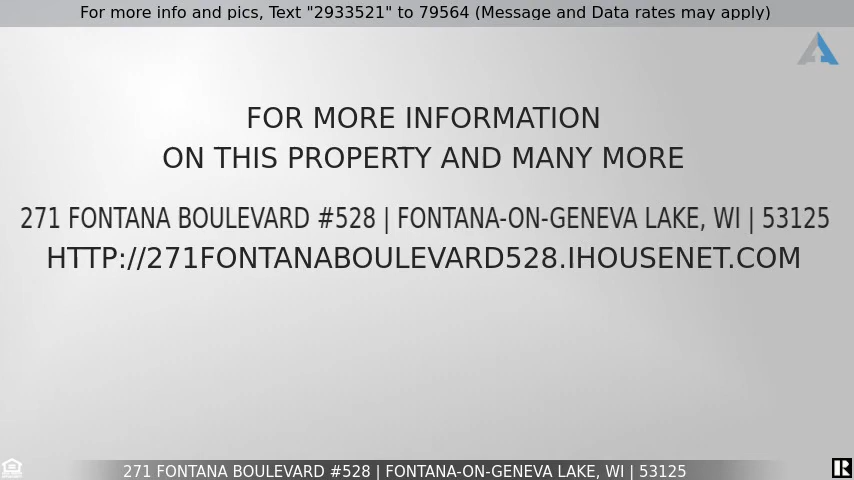 For more info and pics, Text "2933521" to 79564 (Message and Data rates may apply)
FOR MORE INFORMATION
ON THIS PROPERTY AND MANY MORE
271 FONTANA BOULEVARD #528 | FONTANA-ON-GENEVA LAKE, WI | 53125
HTTP://271FONTANABOULEVARD528.IHOUSENET.COM
271 FONTANA BOULEVARD #528 | FONTANA-ON-GENEVA LAKE, WI | 53125